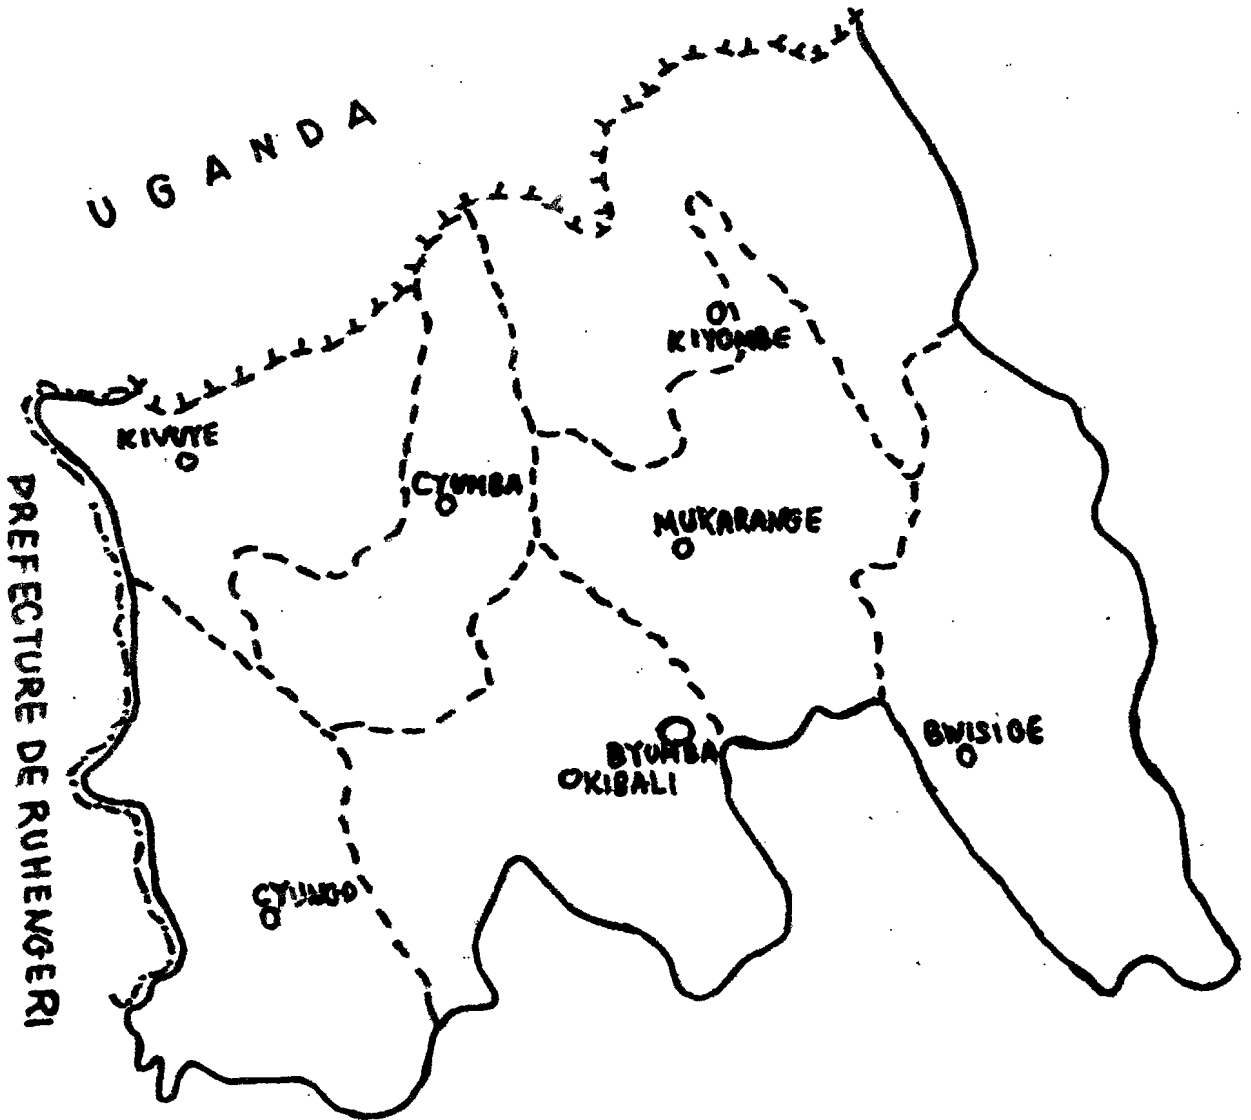 UGANDA
KIYOMBE
KIVUYE
CYUMBA
MUKARANGE
PREFECTURE DE RUHENGERI
BWISIGE
BYUMBA
KIBALI
CYUNGO